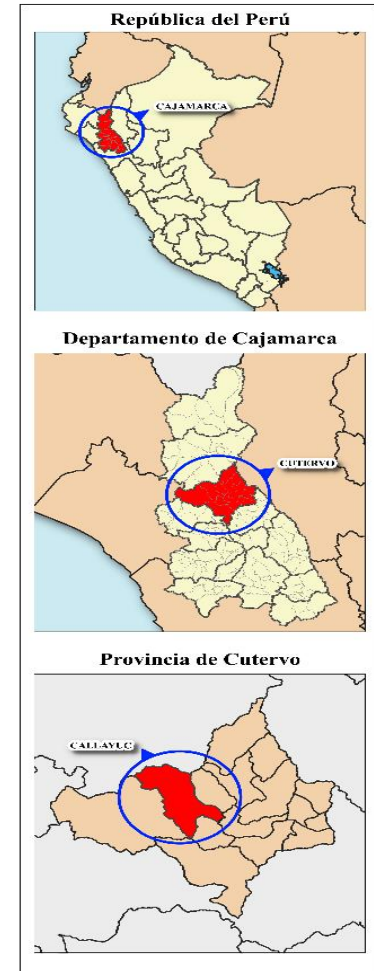 República del Perú
CAJAMARCA
Departamento de Cajamarca
CUTERVO
Provincia de Cutervo
CALLAYUC